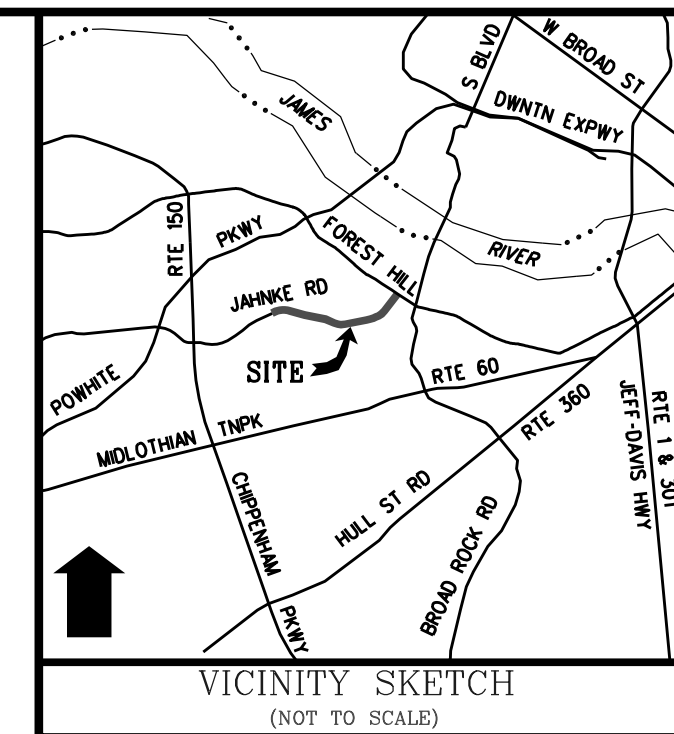 W BROAD ST
S BLVD
DWNTN EXPWY
JAMES
RTE 150
PKWY
FOREST HILL
RIVER
JAHNKE RD
SITE
RTE 60
POWHITE
RTE 360
JEFF-DAVIS HWY
RTE 1 & 301
MIDLOTHIAN TNPK
CHIPPENHAM
HULL ST RD
BROAD ROCK RD
PKWY
VICINITY SKETCH
(NOT TO SCALE)